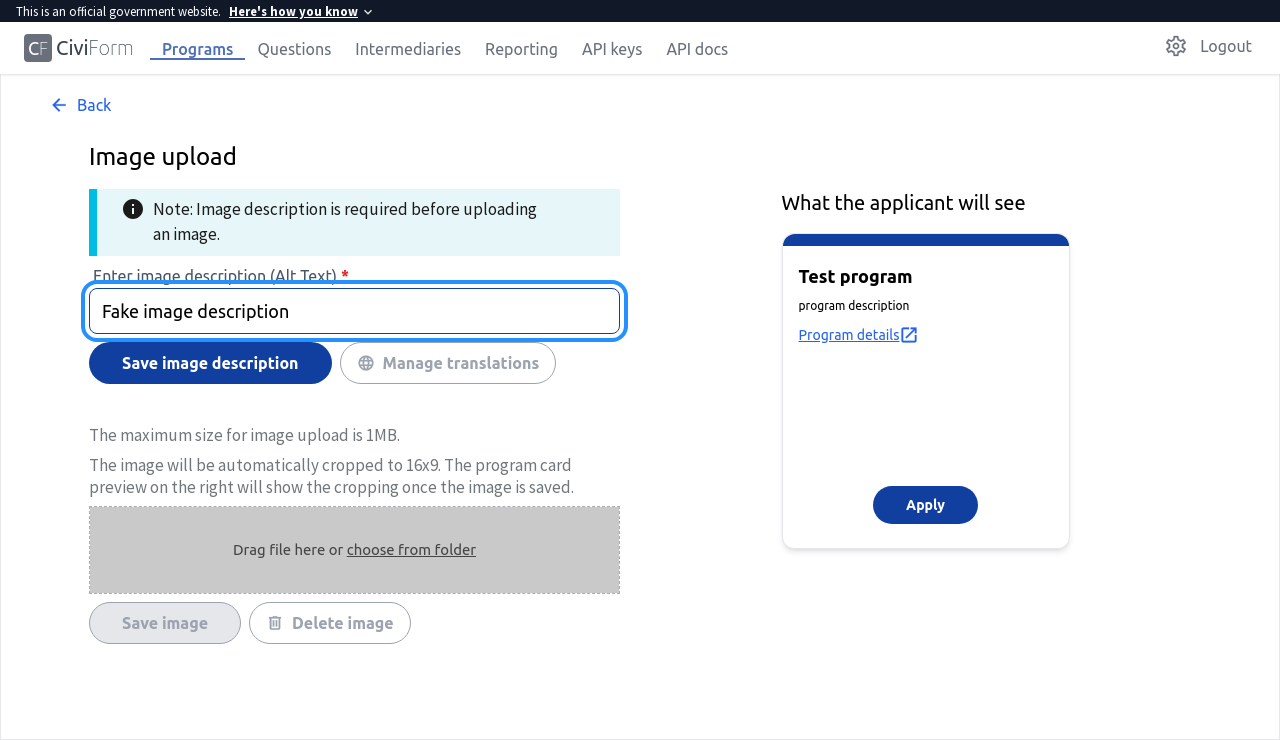 This is an official government website. Here's how you know
CF CiviForm
Programs
Questions
Intermediaries
Reporting
API keys
API docs
Logout
Back
Image upload
Note: Image description is required before uploading
an image.
Enter image description (Alt Text) *
Fake image description
Save image description
Manage translations
The maximum size for image upload is 1MB.
The image will be automatically cropped to 16x9. The program card
preview on the right will show the cropping once the image is saved.
Drag file here or choose from folder
Save image
Delete image
What the applicant will see
Test program
program description
Program details
Apply